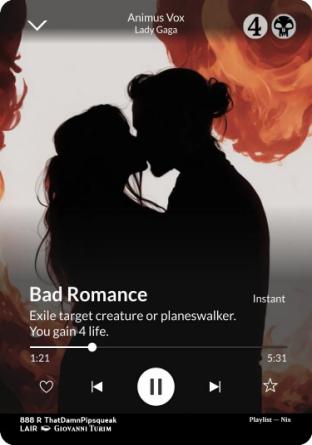 Animus Vox
Lady Gaga
4
Bad Romance
Instant
Exile target creature or planeswalker.
You gain 4 life.
1:21
5:31
888 R ThatDamnPipsqueak
LAIR Giovanni Turim
Playlist — Nix